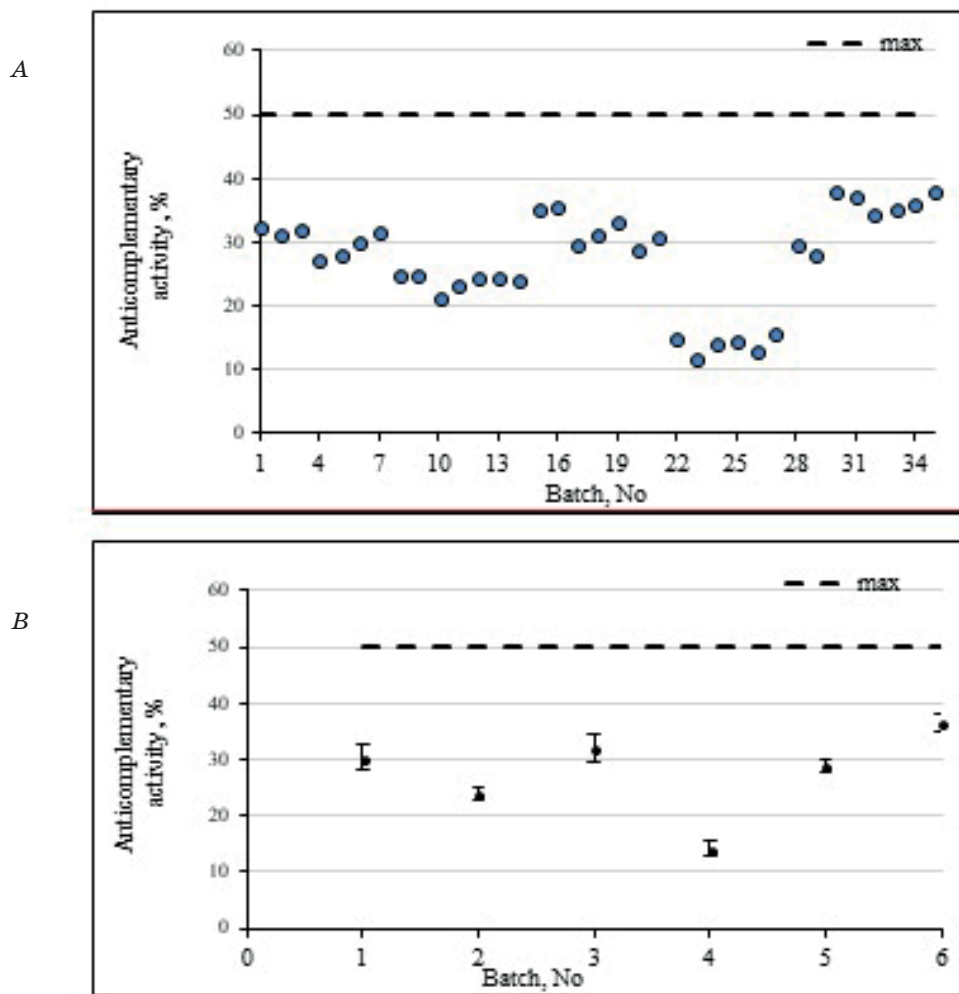 A
max
60
50
40
30
20
10
0
Anticomplementary
activity, %
1 4 7 10 13 16 19 22 25 28 31 34
Batch, No
B
max
60
50
40
30
20
10
0
Anticomplementary
activity, %
0 1 2 3 4 5 6
Batch, No